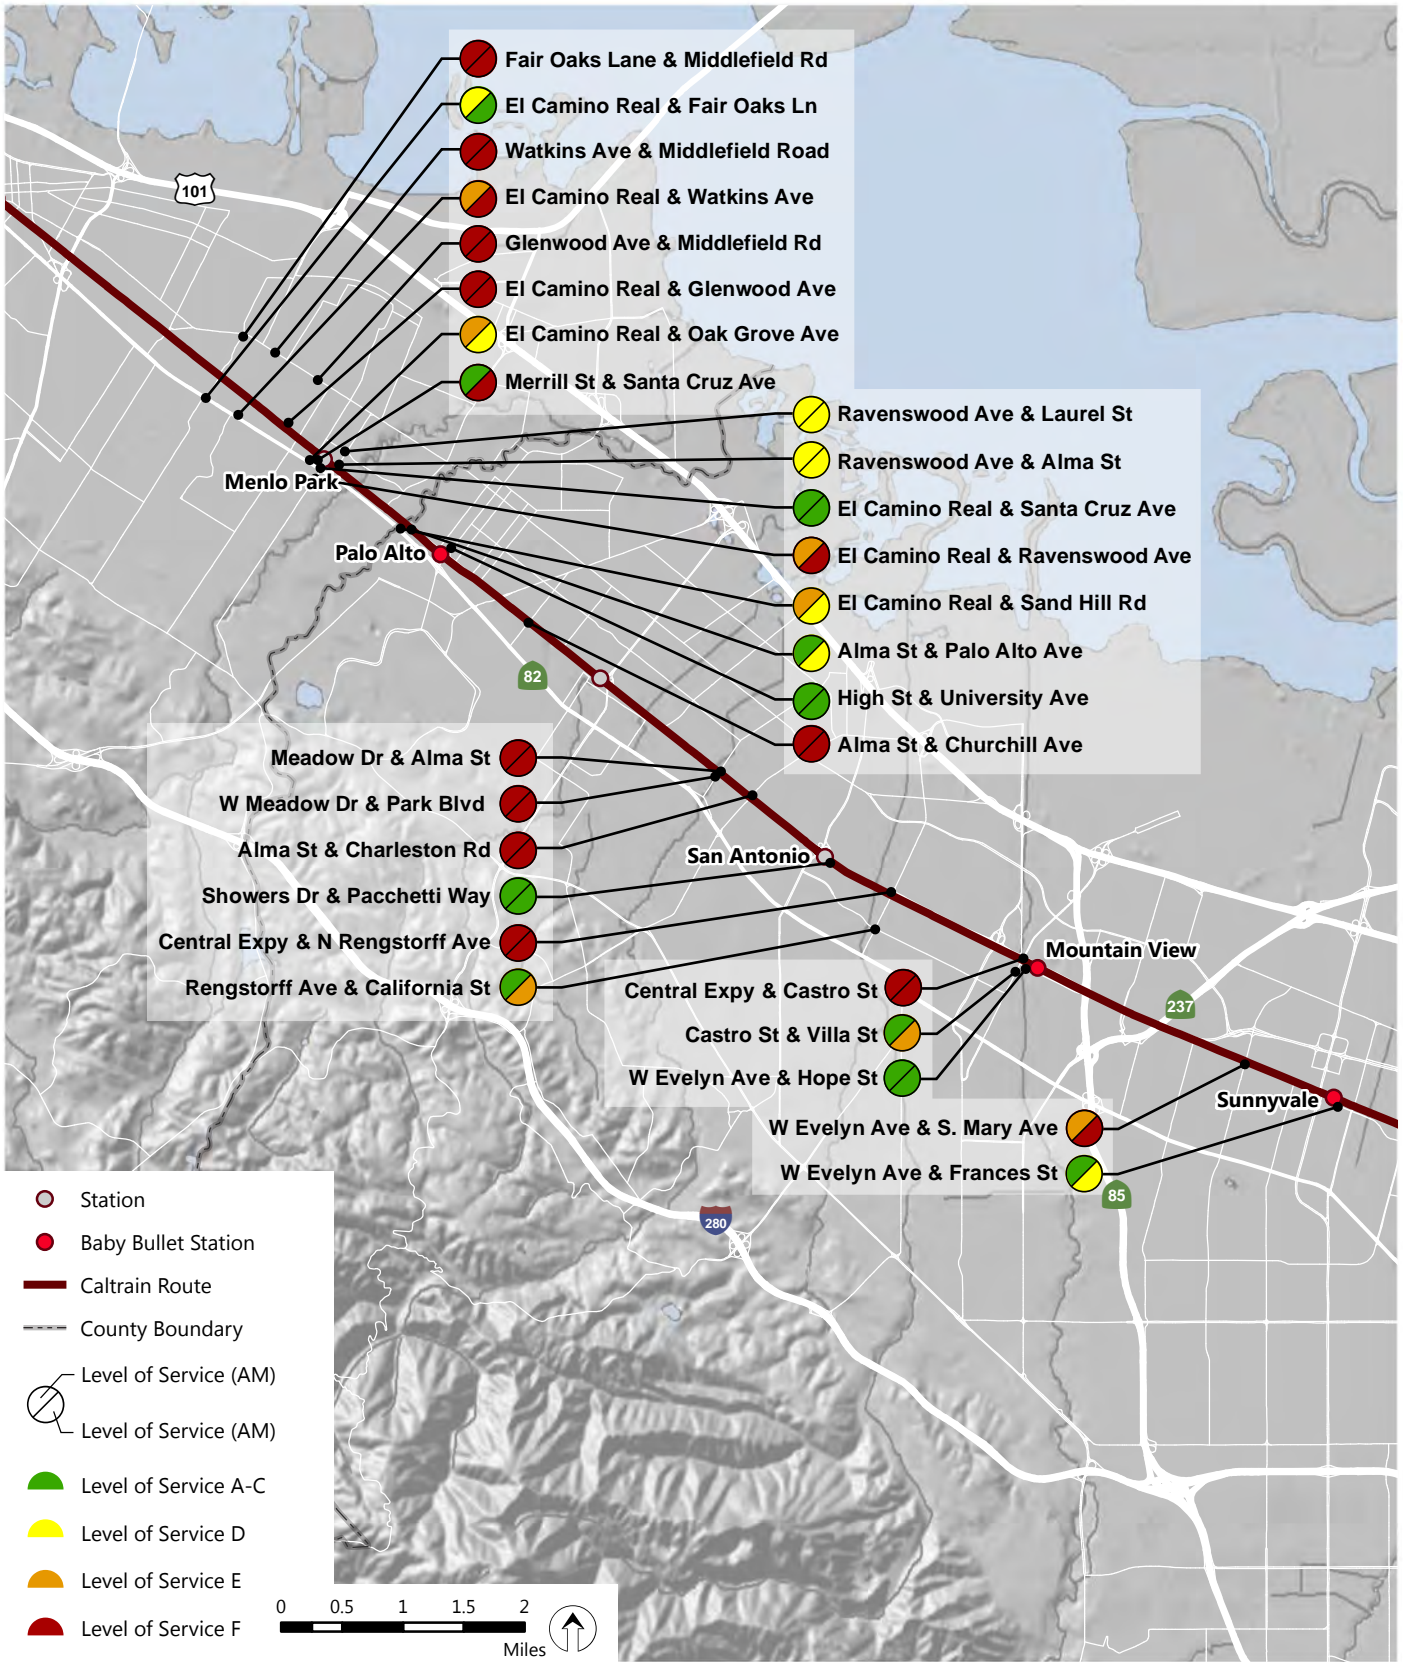 Fair Oaks Lane & Middlefield Rd
El Camino Real & Fair Oaks Ln
Watkins Ave & Middlefield Road
101
El Camino Real & Watkins Ave
Glenwood Ave & Middlefield Rd
El Camino Real & Glenwood Ave
El Camino Real & Oak Grove Ave
Merrill St & Santa Cruz Ave
Ravenswood Ave & Laurel St
Ravenswood Ave & Alma St
Menlo Park
El Camino Real & Santa Cruz Ave
Palo Alto
El Camino Real & Ravenswood Ave
El Camino Real & Sand Hill Rd
Alma St & Palo Alto Ave
82
High St & University Ave
Alma St & Churchill Ave
Meadow Dr & Alma St
W Meadow Dr & Park Blvd
Alma St & Charleston Rd
San Antonio
Showers Dr & Pacchetti Way
Central Expy & N Rengstorff Ave
Rengstorff Ave & California St
Mountain View
Central Expy & Castro St
237
Castro St & Villa St
W Evelyn Ave & Hope St
Sunnyvale
W Evelyn Ave & S. Mary Ave
W Evelyn Ave & Frances St
85
280
Station
Baby Bullet Station
Caltrain Route
County Boundary
Level of Service (AM)
Level of Service (AM)
Level of Service A-C
Level of Service D
Level of Service E
Level of Service F
0 0.5 1 1.5 2
Miles